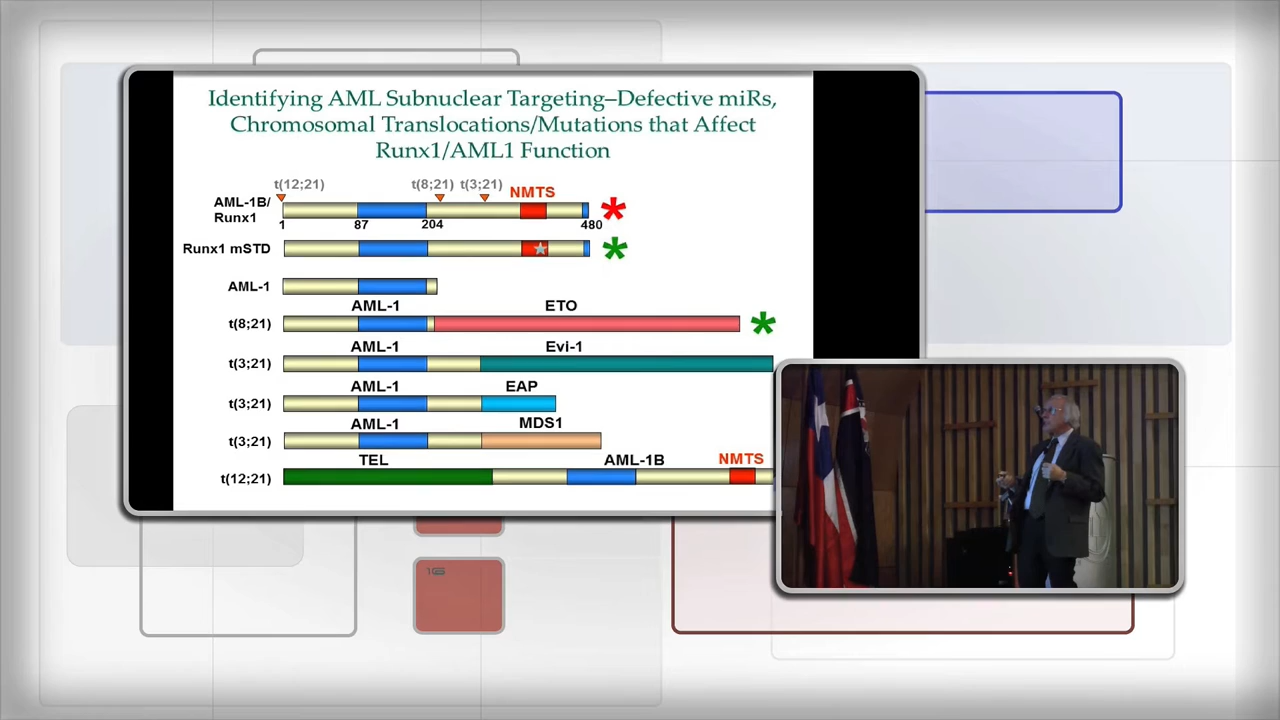 Identifying AML Subnuclear Targeting–Defective miRs,
Chromosomal Translocations/Mutations that Affect
Runx1/AML1 Function
t(12;21) t(8;21) t(3;21) NMTS
AML-1B/
Runx1
1 87 204 480
Runx1 mSTD
AML-1
AML-1 ETO
t(8;21)
AML-1 Evi-1
t(3;21)
AML-1 EAP
t(3;21)
AML-1 MDS1
t(3;21)
TEL AML-1B NMTS
t(12;21)
16